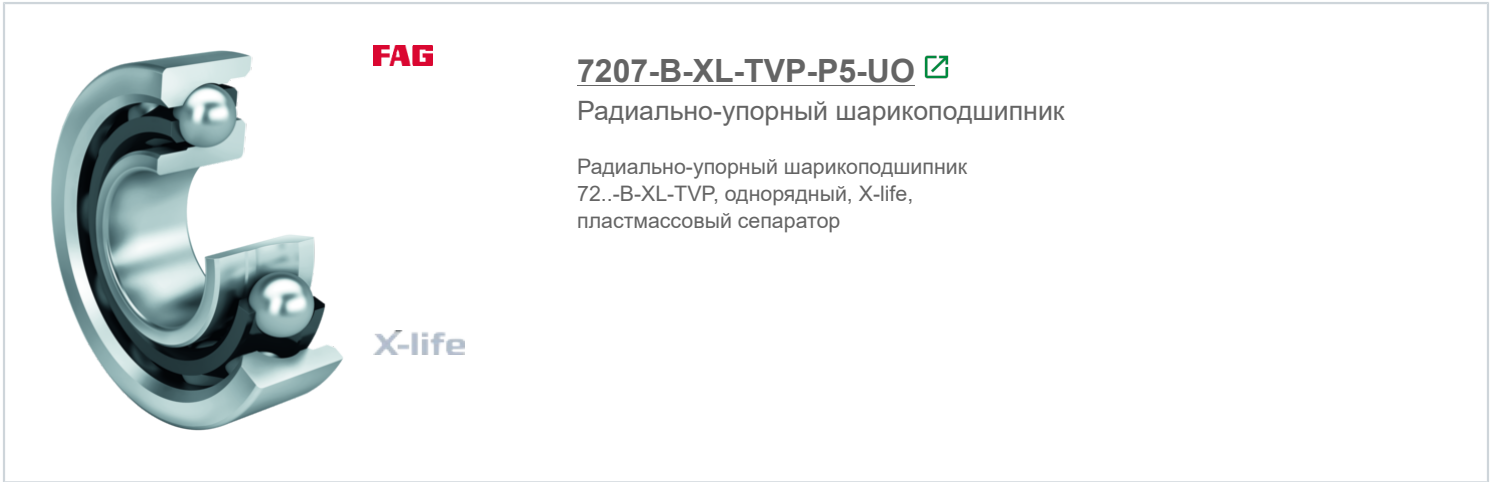 FAG
7207-B-XL-TVP-P5-UO
Радиально-упорный шарикоподшипник
Радиально-упорный шарикоподшипник
72..-B-XL-TVP, однорядный, X-life,
пластмассовый сепаратор
X-life